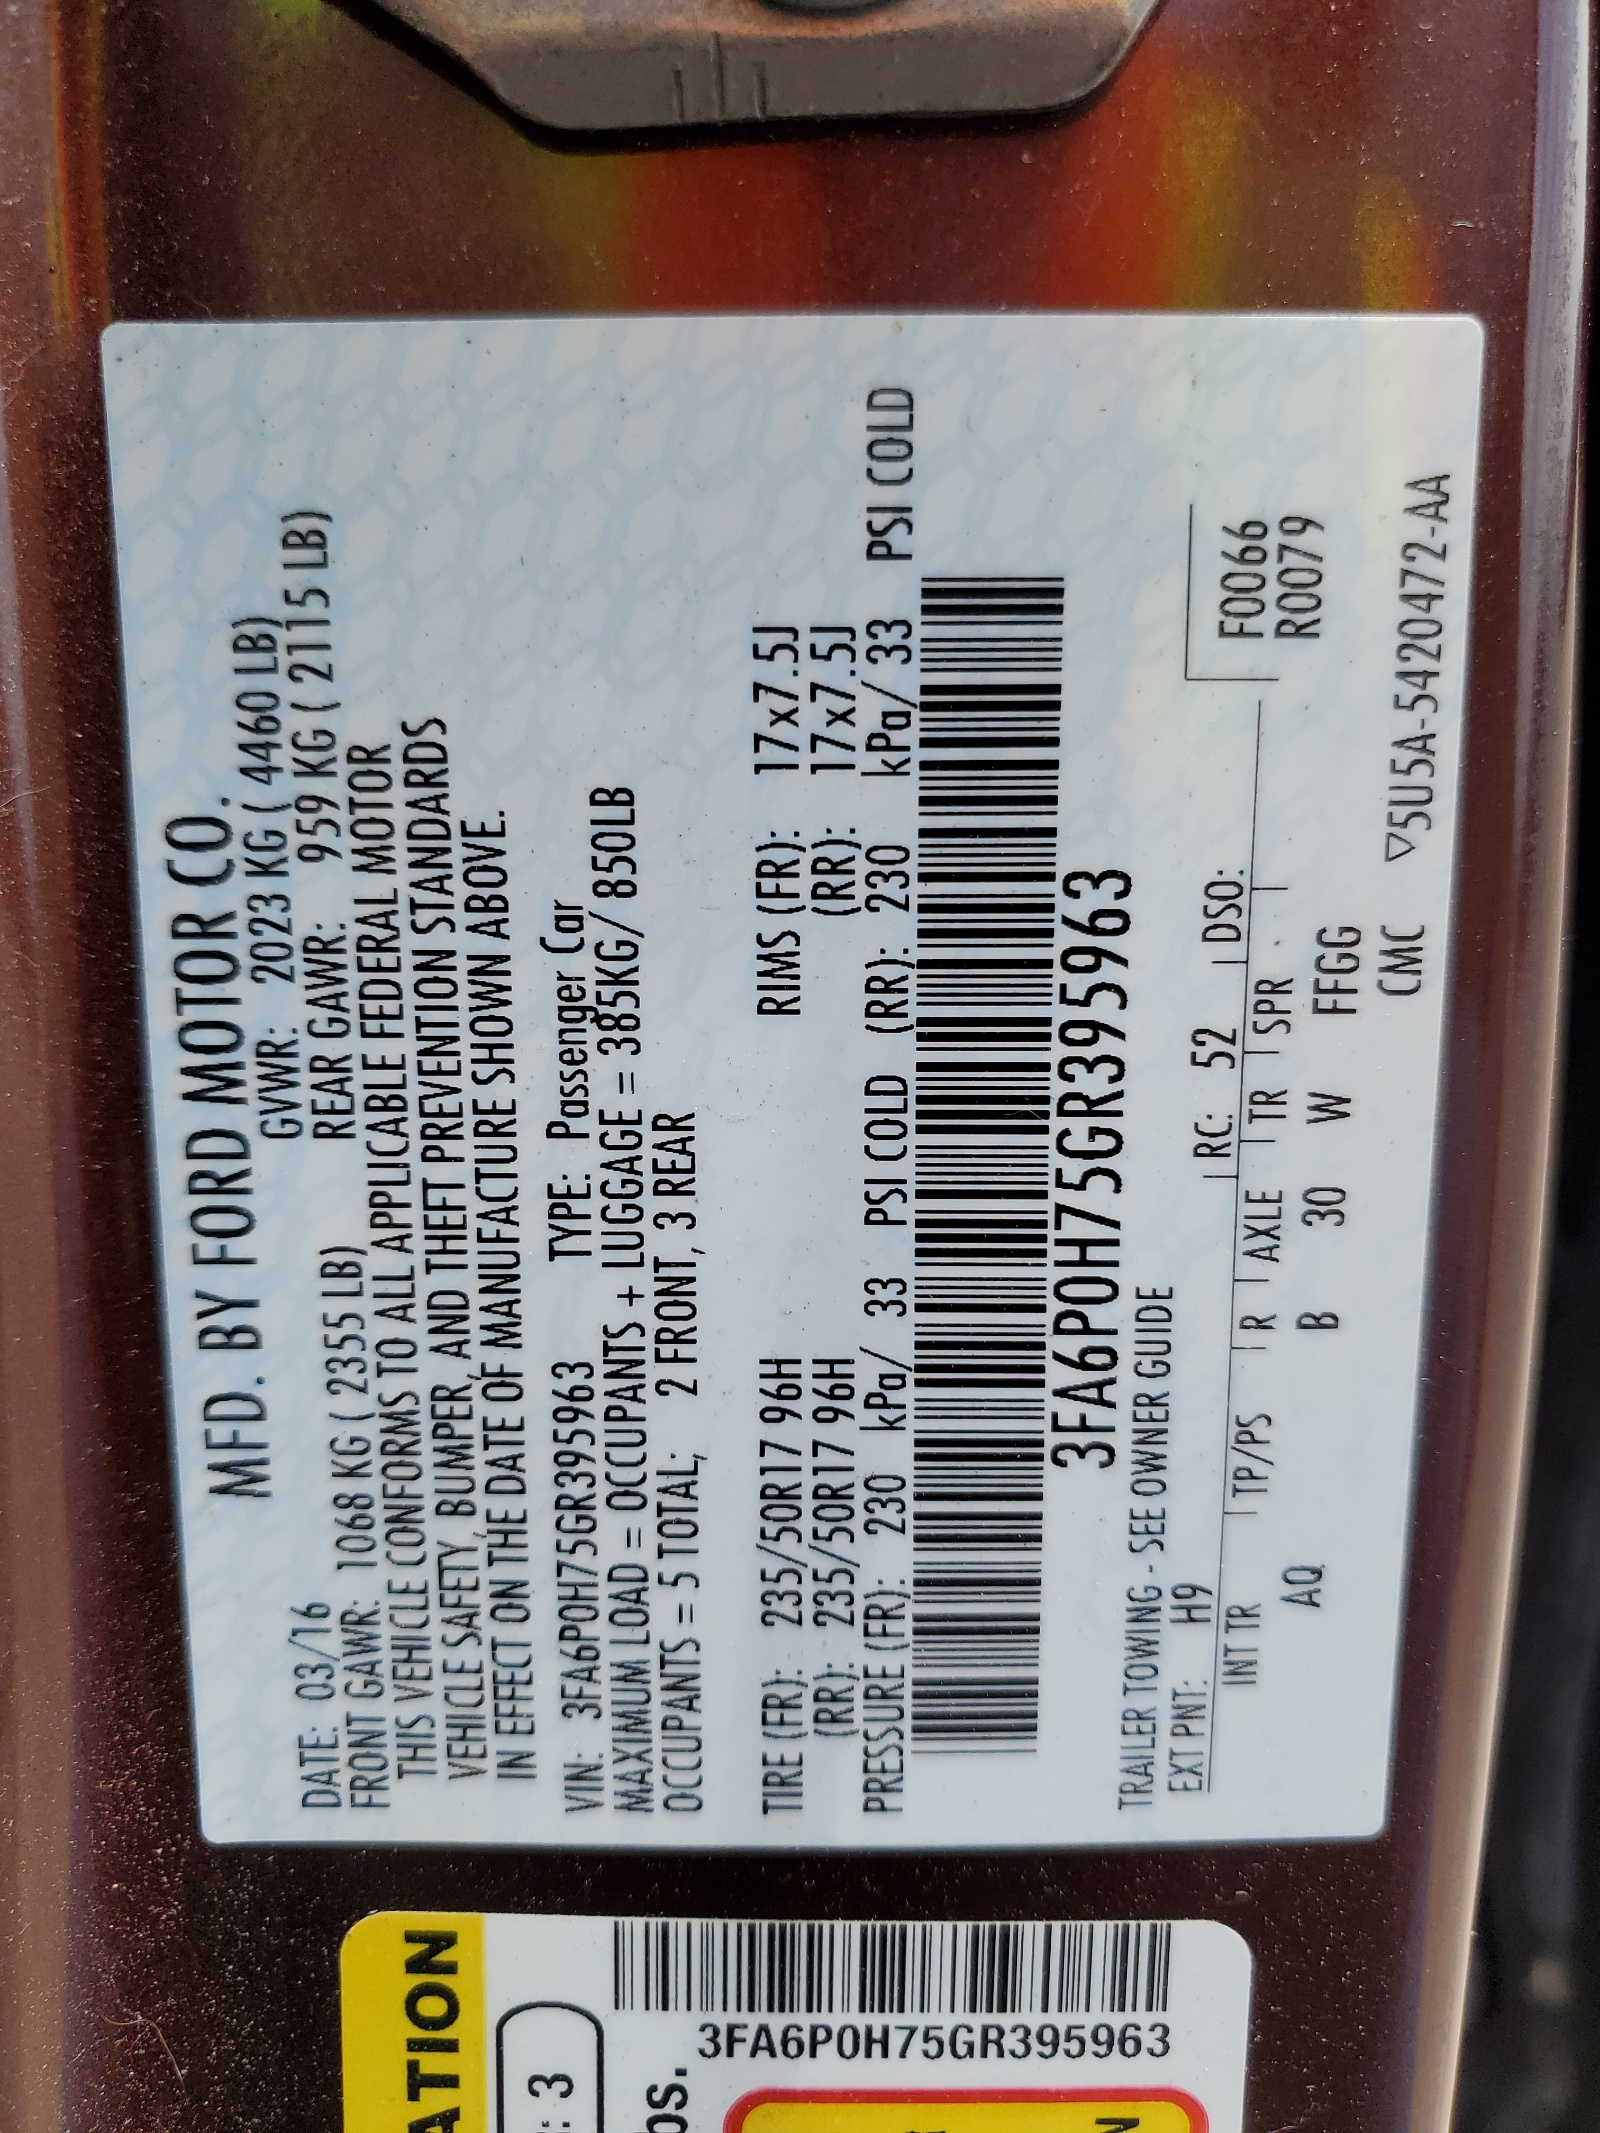 MFD. BY FORD MOTOR CO.
DATE: 03/16 GVWR: 2023 KG ( 4460 LB)
FRONT GAWR: 1068 KG ( 2355 LB) REAR GAWR: 959 KG ( 2115 LB)
THIS VEHICLE CONFORMS TO ALL APPLICABLE FEDERAL MOTOR
VEHICLE SAFETY, BUMPER, AND THEFT PREVENTION STANDARDS
IN EFFECT ON THE DATE OF MANUFACTURE SHOWN ABOVE.
VIN: 3FA6P0H75GR395963 TYPE: Passenger Car
MAXIMUM LOAD = OCCUPANTS + LUGGAGE = 385KG/ 850LB
OCCUPANTS = 5 TOTAL; 2 FRONT, 3 REAR
TIRE (FR): 235/50R17 96H RIMS (FR): 17x7.5J
(RR): 235/50R17 96H (RR): 17x7.5J
PRESSURE (FR): 230 kPa/ 33 PSI COLD (RR): 230 kPa/ 33 PSI COLD
3FA6P0H75GR395963
TRAILER TOWING - SEE OWNER GUIDE
EXT PNT: H9 RC: 52 DSO:
F0066
R0079
INT TR TP/PS R AXLE TR SPR
AQ B 30 W FFGG
CMC ▽5U5A-5420472-AA
ATION
: 3
bs.
3FA6P0H75GR395963